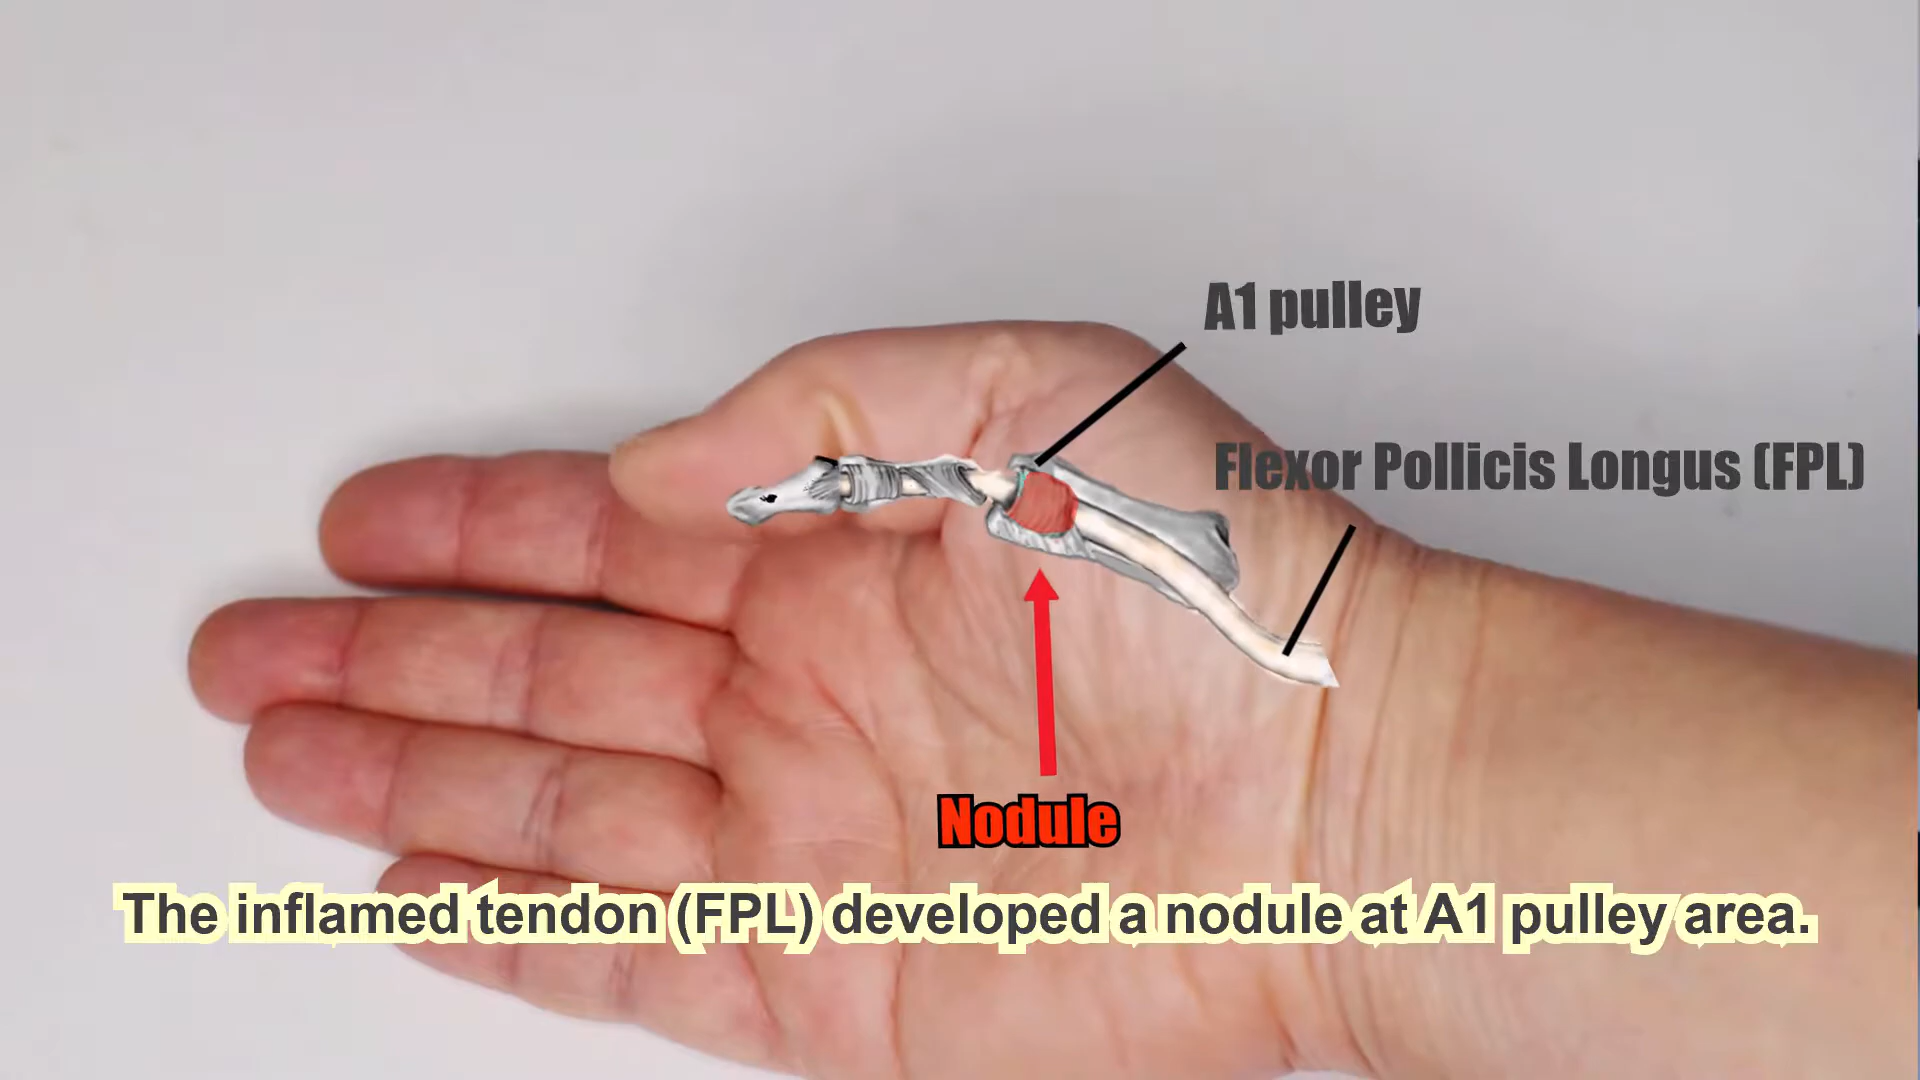 A1 pulley
Flexor Pollicis Longus (FPL)
Nodule
The inflamed tendon (FPL) developed a nodule at A1 pulley area.